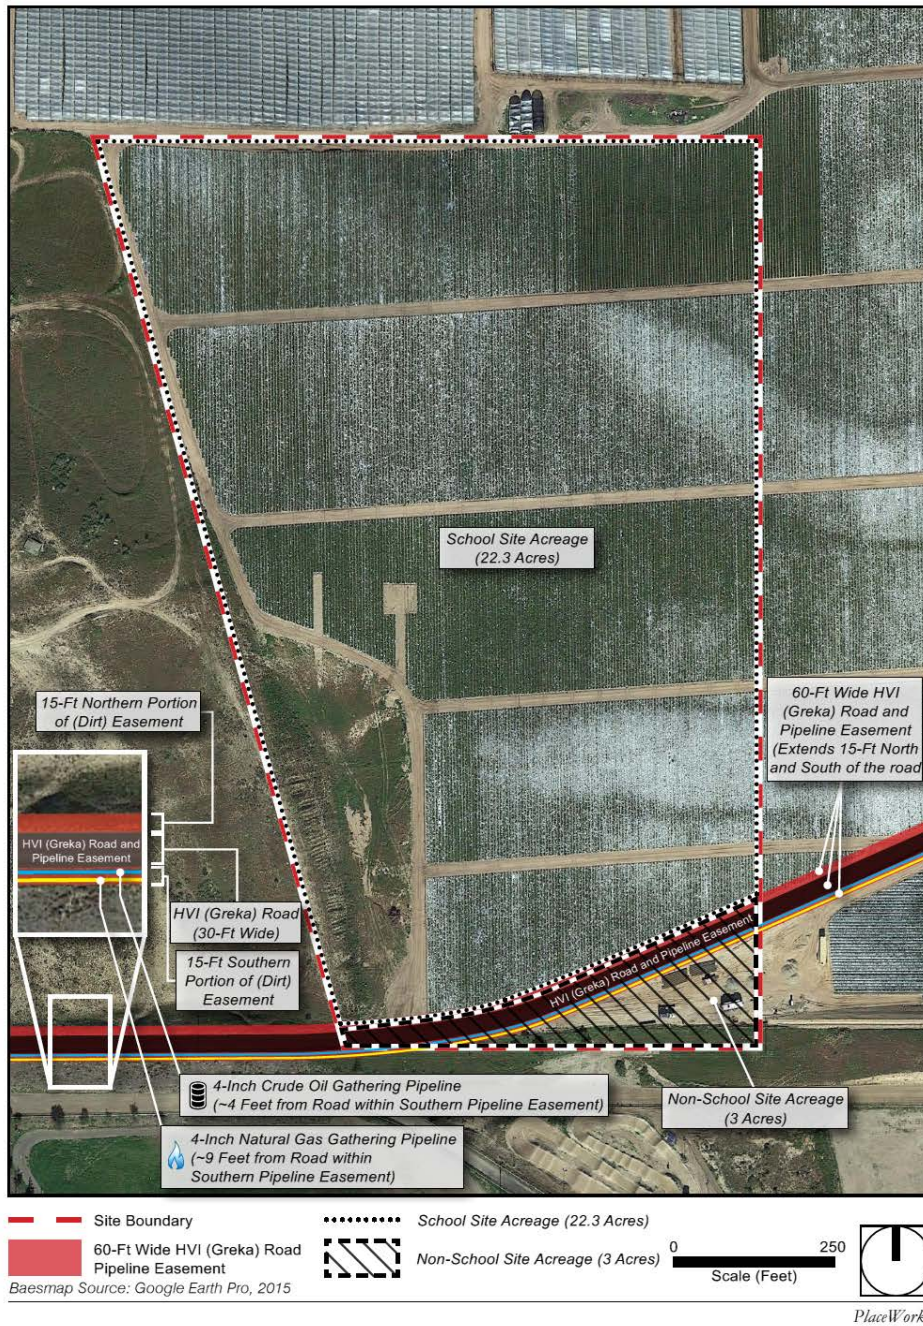 School Site Acreage
(22.3 Acres)
15-Ft Northern Portion
of (Dirt) Easement
60-Ft Wide HVI
(Greka) Road and
Pipeline Easement
(Extends 15-Ft North
and South of the road)
HVI (Greka) Road and
Pipeline Easement
HVI (Greka) Road
(30-Ft Wide)
15-Ft Southern
Portion of (Dirt)
Easement
HVI (Greka) Road and Pipeline Easement
4-Inch Crude Oil Gathering Pipeline
(~4 Feet from Road within Southern Pipeline Easement)
Non-School Site Acreage
(3 Acres)
4-Inch Natural Gas Gathering Pipeline
(~9 Feet from Road within
Southern Pipeline Easement)
Site Boundary
60-Ft Wide HVI (Greka) Road
Pipeline Easement
School Site Acreage (22.3 Acres)
Non-School Site Acreage (3 Acres)
0 250
Scale (Feet)
Baesmap Source: Google Earth Pro, 2015
PlaceWork